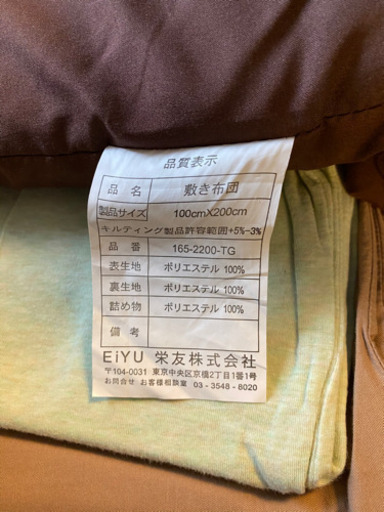 品質表示
品名 敷き布団
製品サイズ 100cmX200cm
キルティング製品許容範囲+5%-3%
品番 165-2200-TG
表生地 ポリエステル 100%
裏生地 ポリエステル 100%
詰め物 ポリエステル 100%
備考
EiYU 栄友株式会社
〒104-0031 東京中央区京橋2丁目1番1号
お問合せ お客様相談室 03-3548-8020